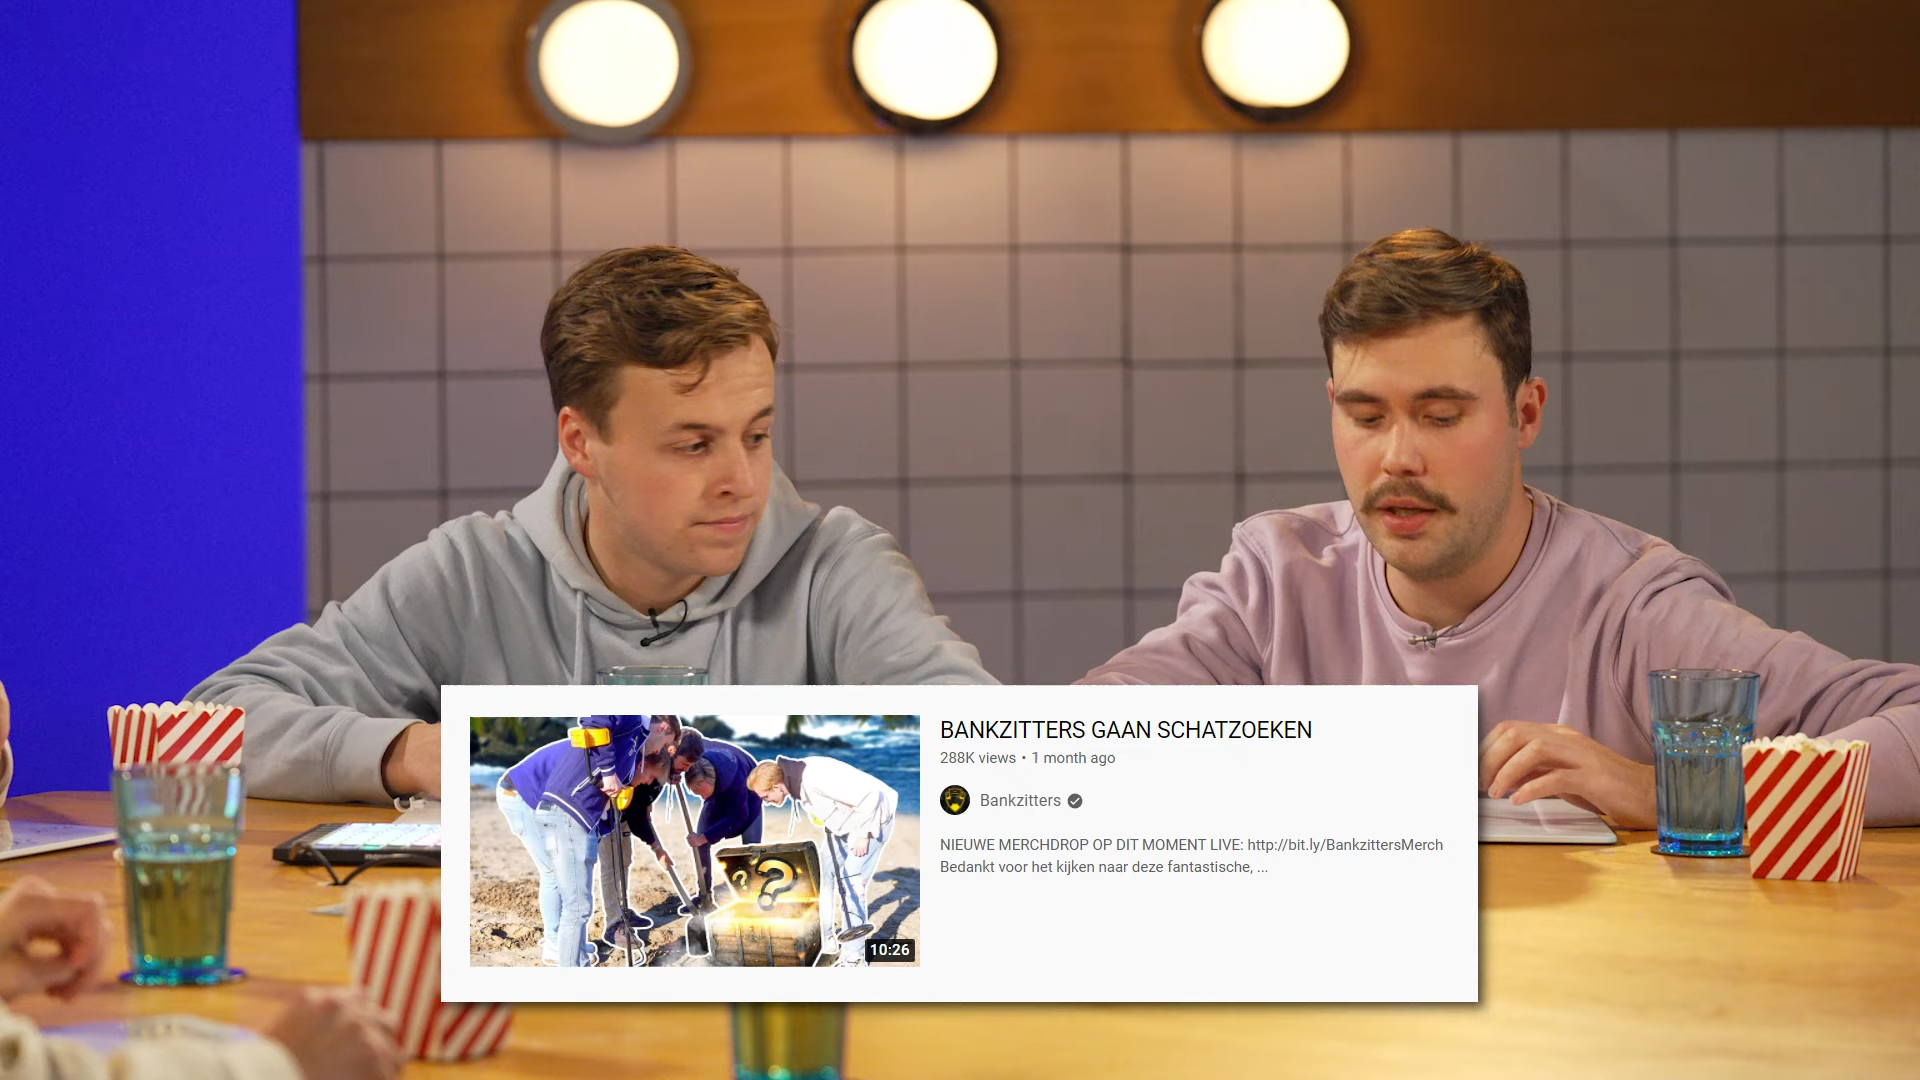 BANKZITTERS GAAN SCHATZOEKEN
288K views • 1 month ago
Bankzitters
NIEUWE MERCHDROP OP DIT MOMENT LIVE: http://bit.ly/BankzittersMerch
Bedankt voor het kijken naar deze fantastische, ...
10:26